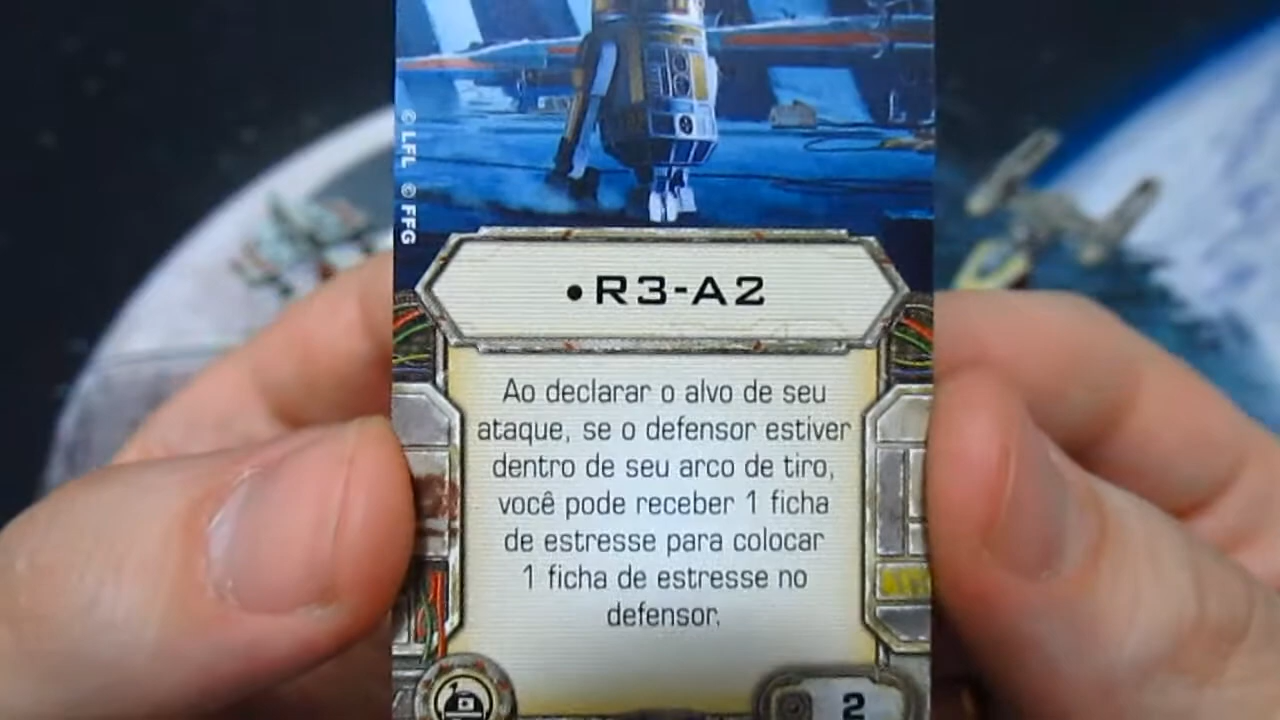 © LFL © FFG
•R3-A2
Ao declarar o alvo de seu
ataque, se o defensor estiver
dentro de seu arco de tiro,
você pode receber 1 ficha
de estresse para colocar
1 ficha de estresse no
defensor.
2